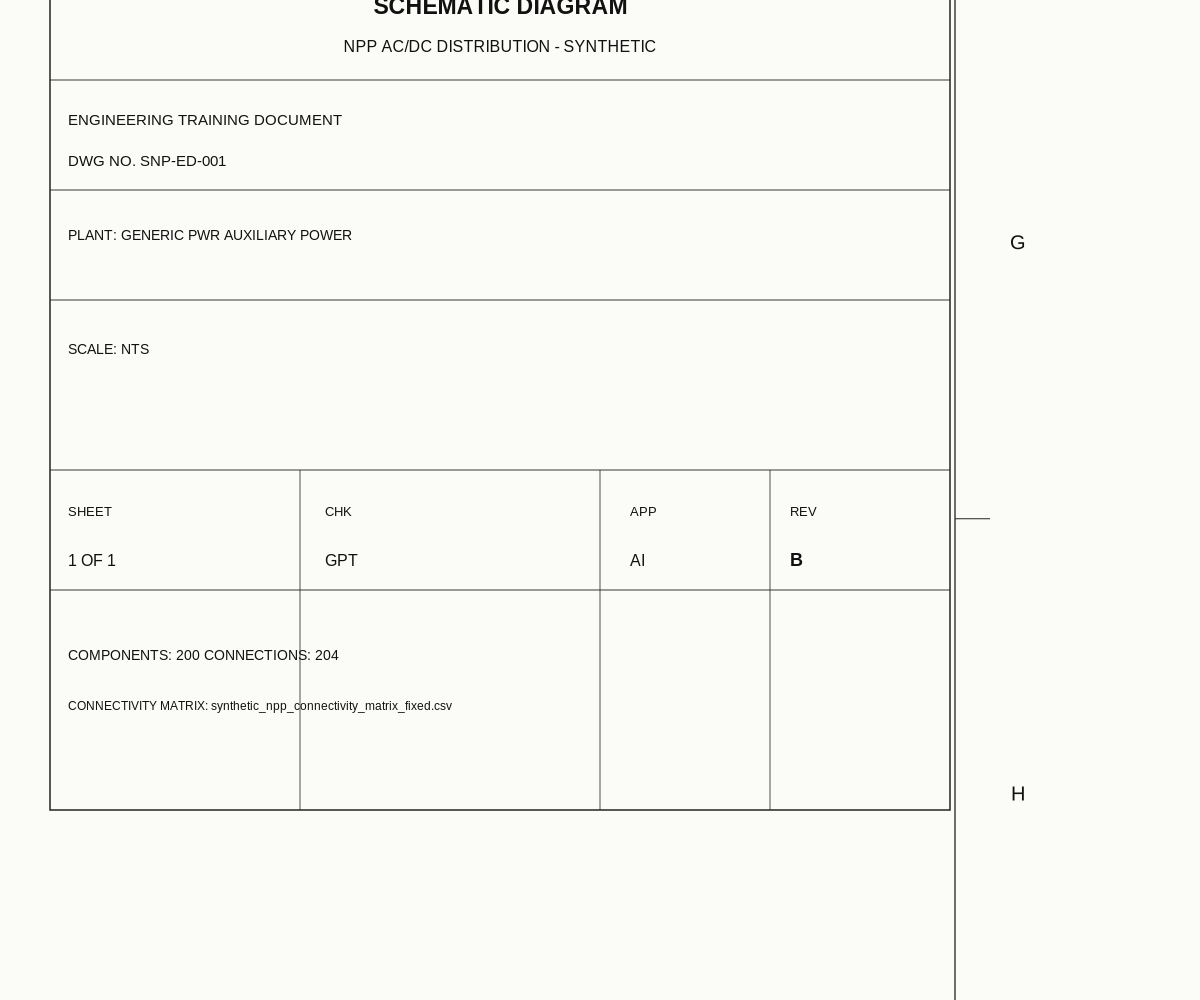 SCHEMATIC DIAGRAM
NPP AC/DC DISTRIBUTION - SYNTHETIC
ENGINEERING TRAINING DOCUMENT
DWG NO. SNP-ED-001
PLANT: GENERIC PWR AUXILIARY POWER
G
SCALE: NTS
SHEET CHK APP REV
1 OF 1 GPT AI B
COMPONENTS: 200 CONNECTIONS: 204
CONNECTIVITY MATRIX: synthetic_npp_connectivity_matrix_fixed.csv
H